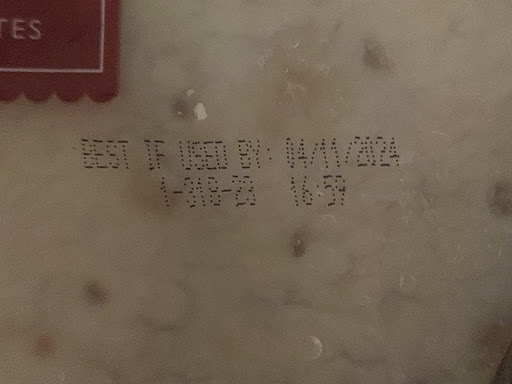 TES
BEST IF USED BY: 04/11/2024
1-318-23 16:59